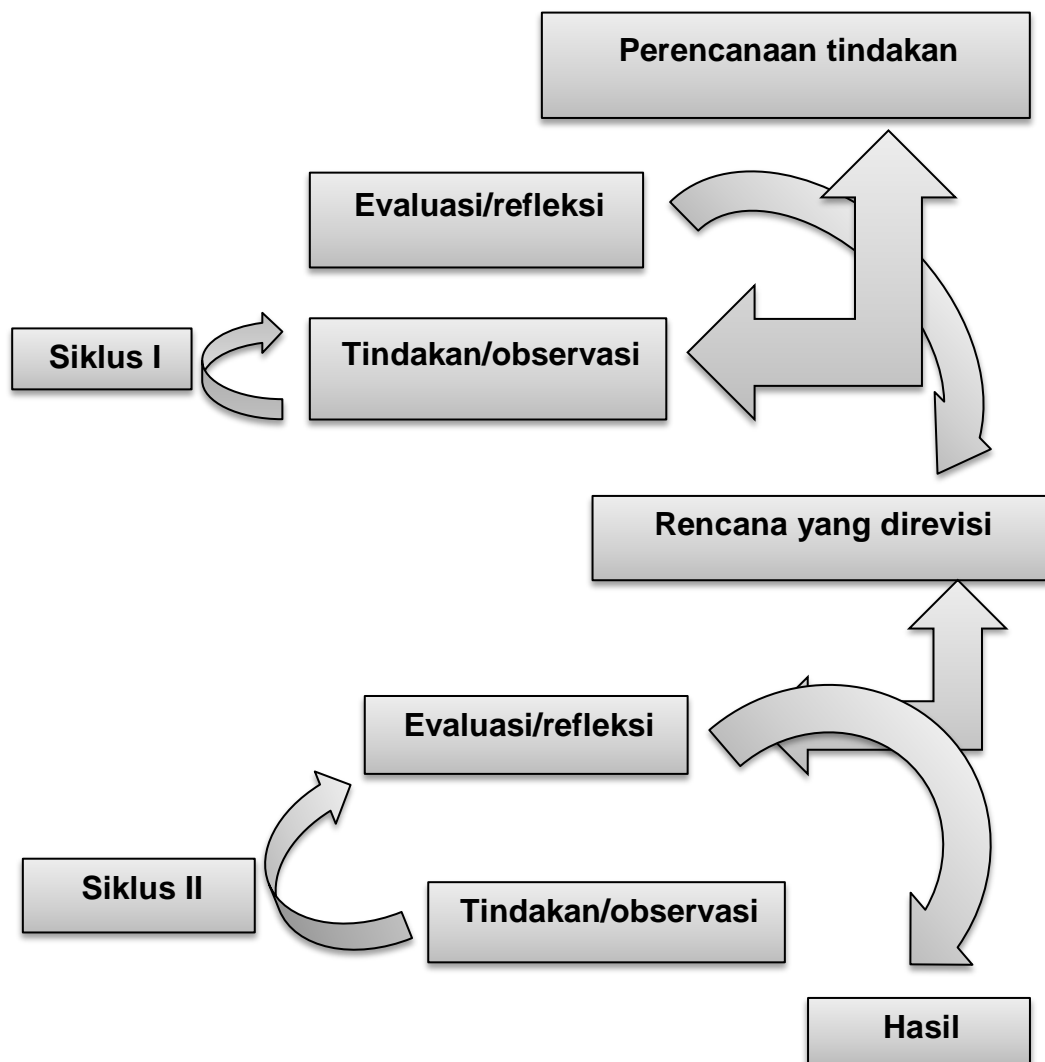 Perencanaan tindakan
Evaluasi/refleksi
Siklus I
Tindakan/observasi
Rencana yang direvisi
Evaluasi/refleksi
Siklus II
Tindakan/observasi
Hasil